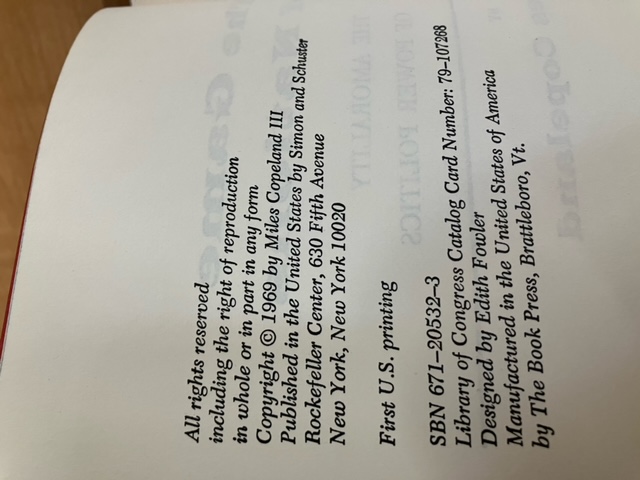 All rights reserved
including the right of reproduction
in whole or in part in any form
Copyright © 1969 by Miles Copeland III
Published in the United States by Simon and Schuster
Rockefeller Center, 630 Fifth Avenue
New York, New York 10020
First U.S. printing
SBN 671–20532–3
Library of Congress Catalog Card Number: 79–107268
Designed by Edith Fowler
Manufactured in the United States of America
by The Book Press, Brattleboro, Vt.